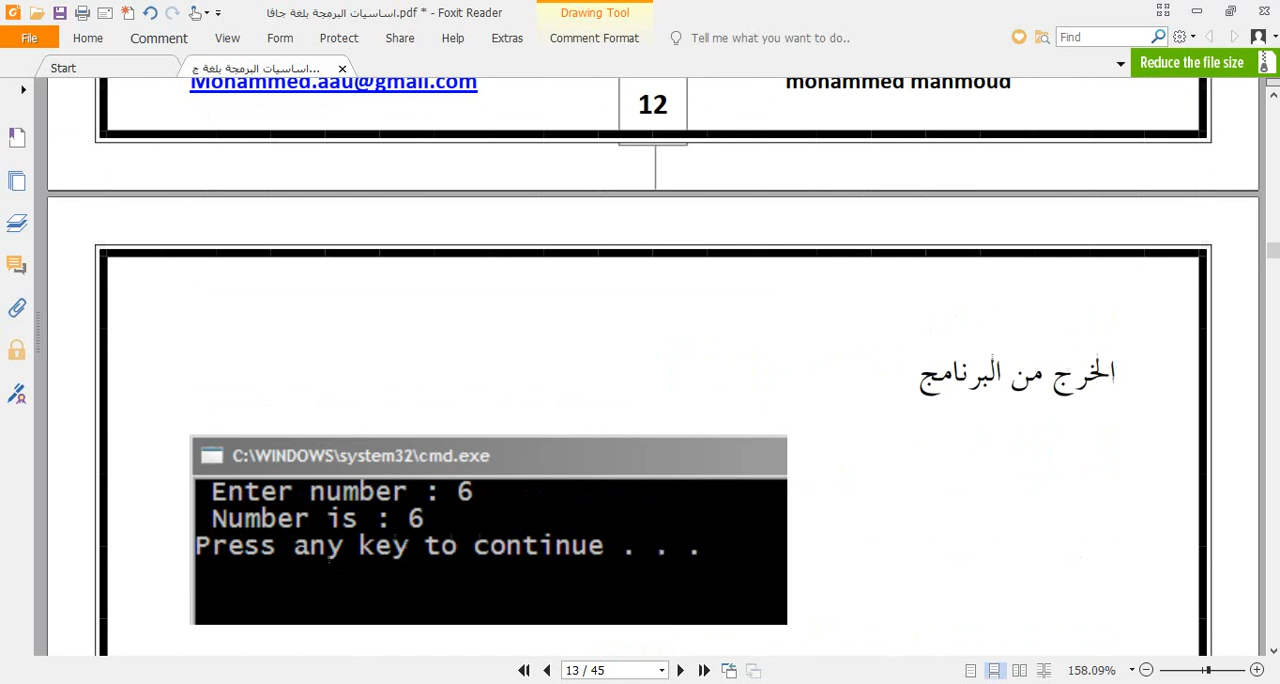 اساسيات البرمجة بلغة جافا.pdf * - Foxit Reader
Drawing Tool
File
Home
Comment
View
Form
Protect
Share
Help
Extras
Comment Format
Tell me what you want to do..
Find
Start
اساسيات البرمجة بلغة ج...
Reduce the file size
Mohammed.aau@gmail.com
12
mohammed mahmoud
الخرج من البرنامج
C:\WINDOWS\system32\cmd.exe
Enter number : 6
Number is : 6
Press any key to continue . . .
13 / 45
158.09%